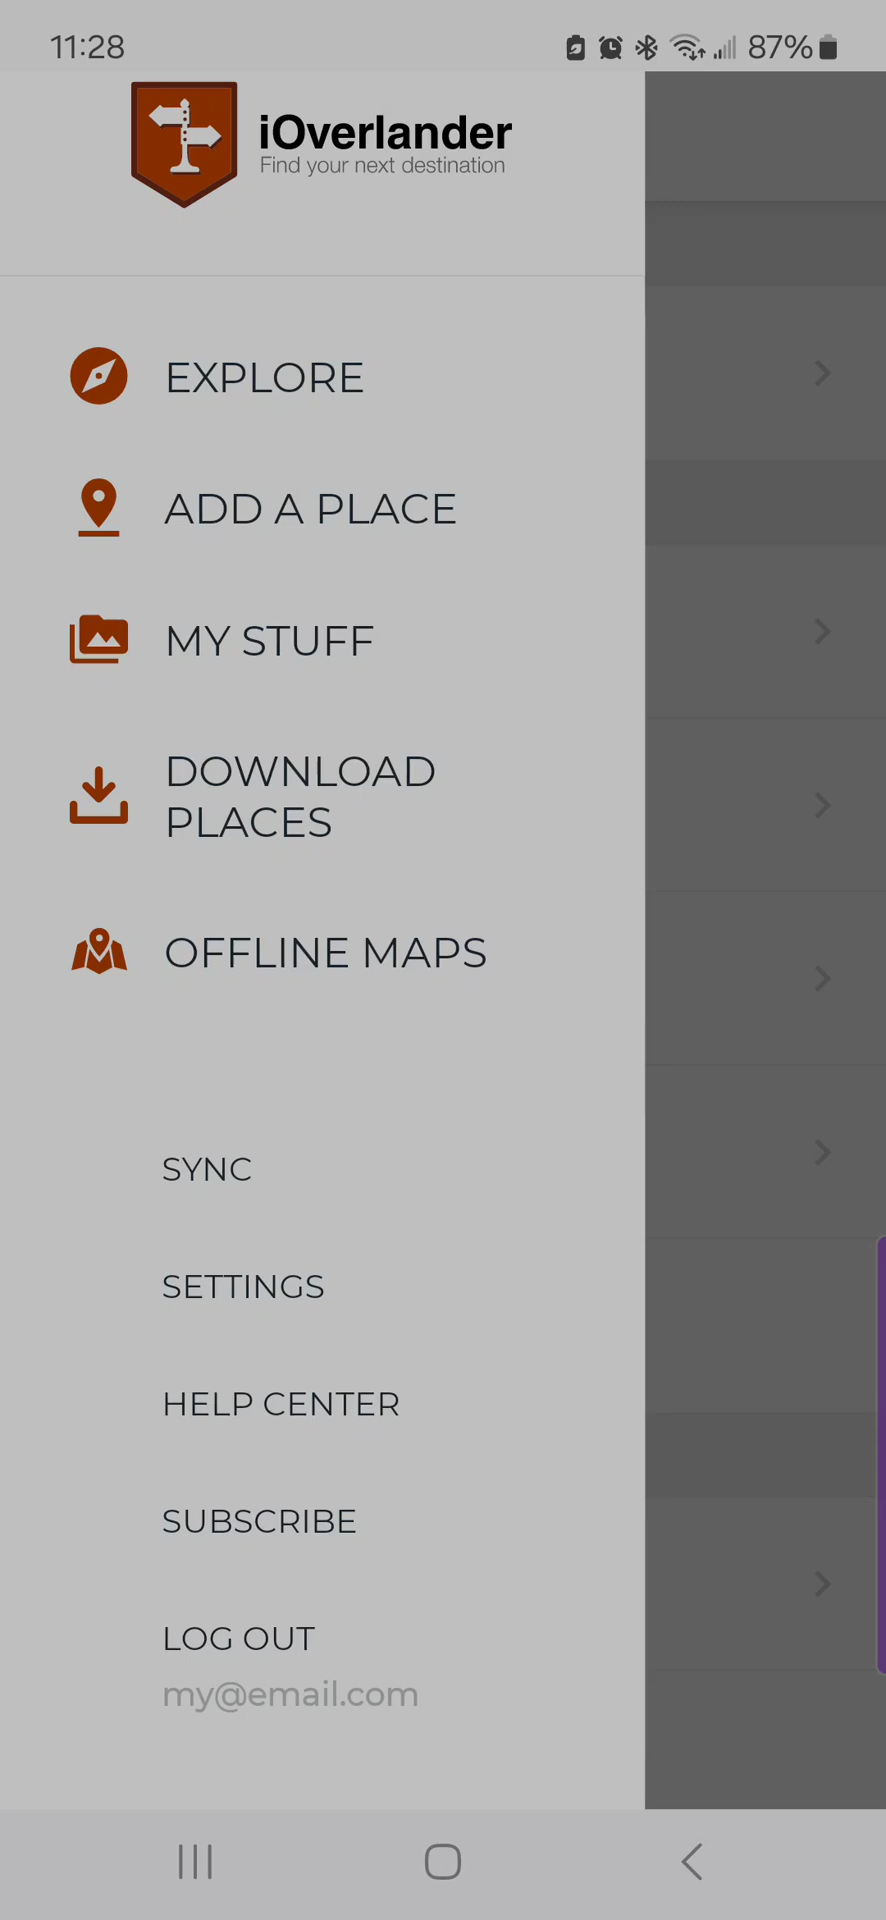 11:28
87%
iOverlander
Find your next destination
EXPLORE
ADD A PLACE
MY STUFF
DOWNLOAD
PLACES
OFFLINE MAPS
SYNC
SETTINGS
HELP CENTER
SUBSCRIBE
LOG OUT
my@email.com